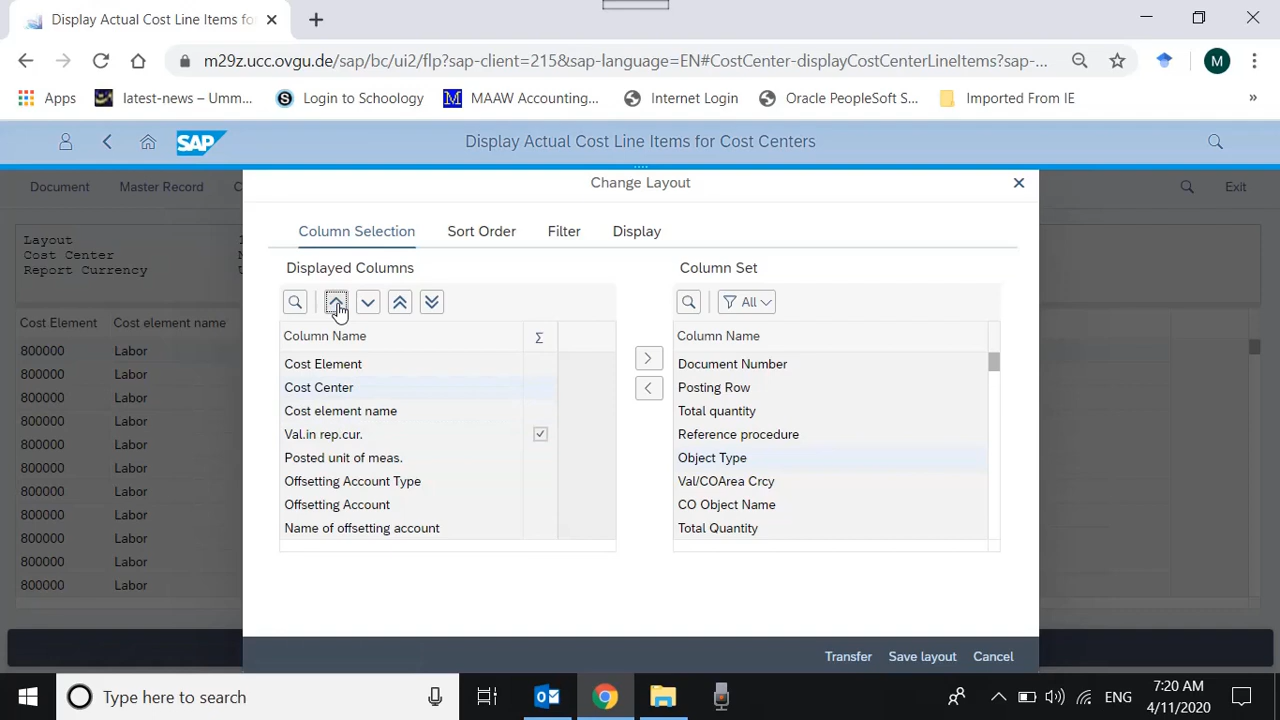 Display Actual Cost Line Items for
m29z.ucc.ovgu.de/sap/bc/ui2/flp?sap-client=215&sap-language=EN#CostCenter-displayCostCenterLineItems?sap-...
M
Apps
latest-news – Umm...
Login to Schoology
MAAW Accounting...
Internet Login
Oracle PeopleSoft S...
Imported From IE
SAP
Display Actual Cost Line Items for Cost Centers
Document
Master Record
Exit
Change Layout
Column Selection
Sort Order
Filter
Display
Layout
Cost Center
Report Currency
Displayed Columns
Column Set
All
Cost Element
Cost element name
Column Name
Σ
Column Name
800000 Labor
800000 Labor
800000 Labor
800000 Labor
800000 Labor
800000 Labor
800000 Labor
800000 Labor
800000 Labor
800000 Labor
800000 Labor
Cost Element
Cost Center
Cost element name
Val.in rep.cur.
Posted unit of meas.
Offsetting Account Type
Offsetting Account
Name of offsetting account
Document Number
Posting Row
Total quantity
Reference procedure
Object Type
Val/COArea Crcy
CO Object Name
Total Quantity
Transfer
Save layout
Cancel
Type here to search
ENG
7:20 AM
4/11/2020